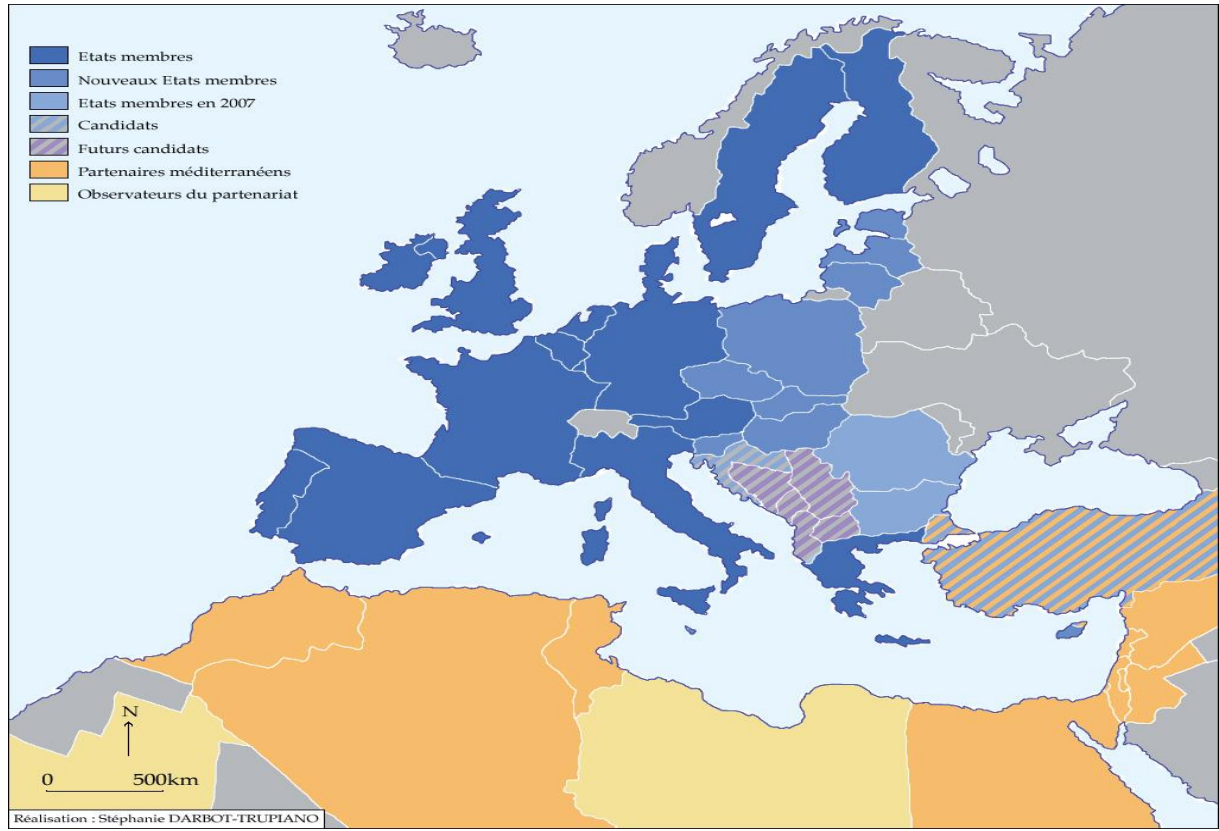 Etats membres
Nouveaux Etats membres
Etats membres en 2007
Candidats
Futurs candidats
Partenaires méditerranéens
Observateurs du partenariat
N
0 500km
Réalisation : Stéphanie DARBOT-TRUPIANO